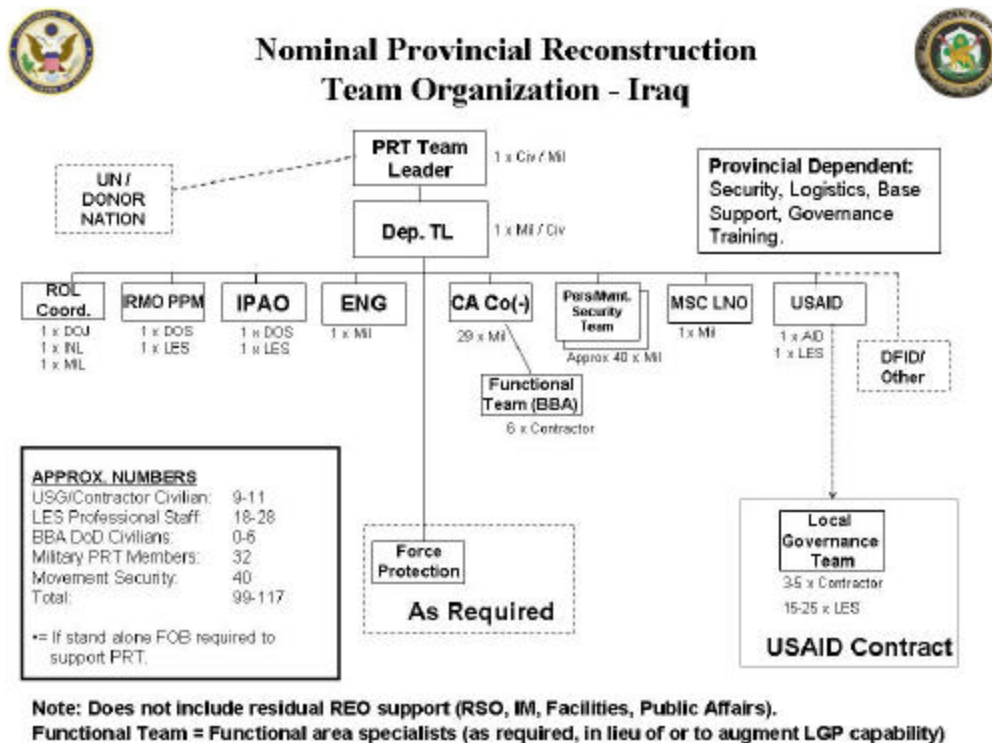 Nominal Provincial Reconstruction
Team Organization - Iraq
PRT Team
Leader
1 x Civ / Mil
UN /
DONOR
NATION
Provincial Dependent:
Security, Logistics, Base
Support, Governance
Training.
Dep. TL
1 x Mil / Civ
ROL
Coord.
1 x DOJ
1 x INL
1 x MIL
IRMO PPM
1 x DOS
1 x LES
IPAO
1 x DOS
1 x LES
ENG
1 x Mil
CA Co(-)
29 x Mil
Pers/Mvmt.
Security
Team
Approx 40 x Mil
MSC LNO
1 x Mil
USAID
1 x AID
1 x LES
DFID/
Other
Functional
Team (BBA)
6 x Contractor
APPROX. NUMBERS
USG/Contractor Civilian: 9-11
LES Professional Staff: 18-28
BBA DoD Civilians: 0-6
Military PRT Members: 32
Movement Security: 40
Total: 99-117
•= If stand alone FOB required to
support PRT.
Force
Protection
As Required
Local
Governance
Team
3-5 x Contractor
15-25 x LES
USAID Contract
Note: Does not include residual REO support (RSO, IM, Facilities, Public Affairs).
Functional Team = Functional area specialists (as required, in lieu of or to augment LGP capability)